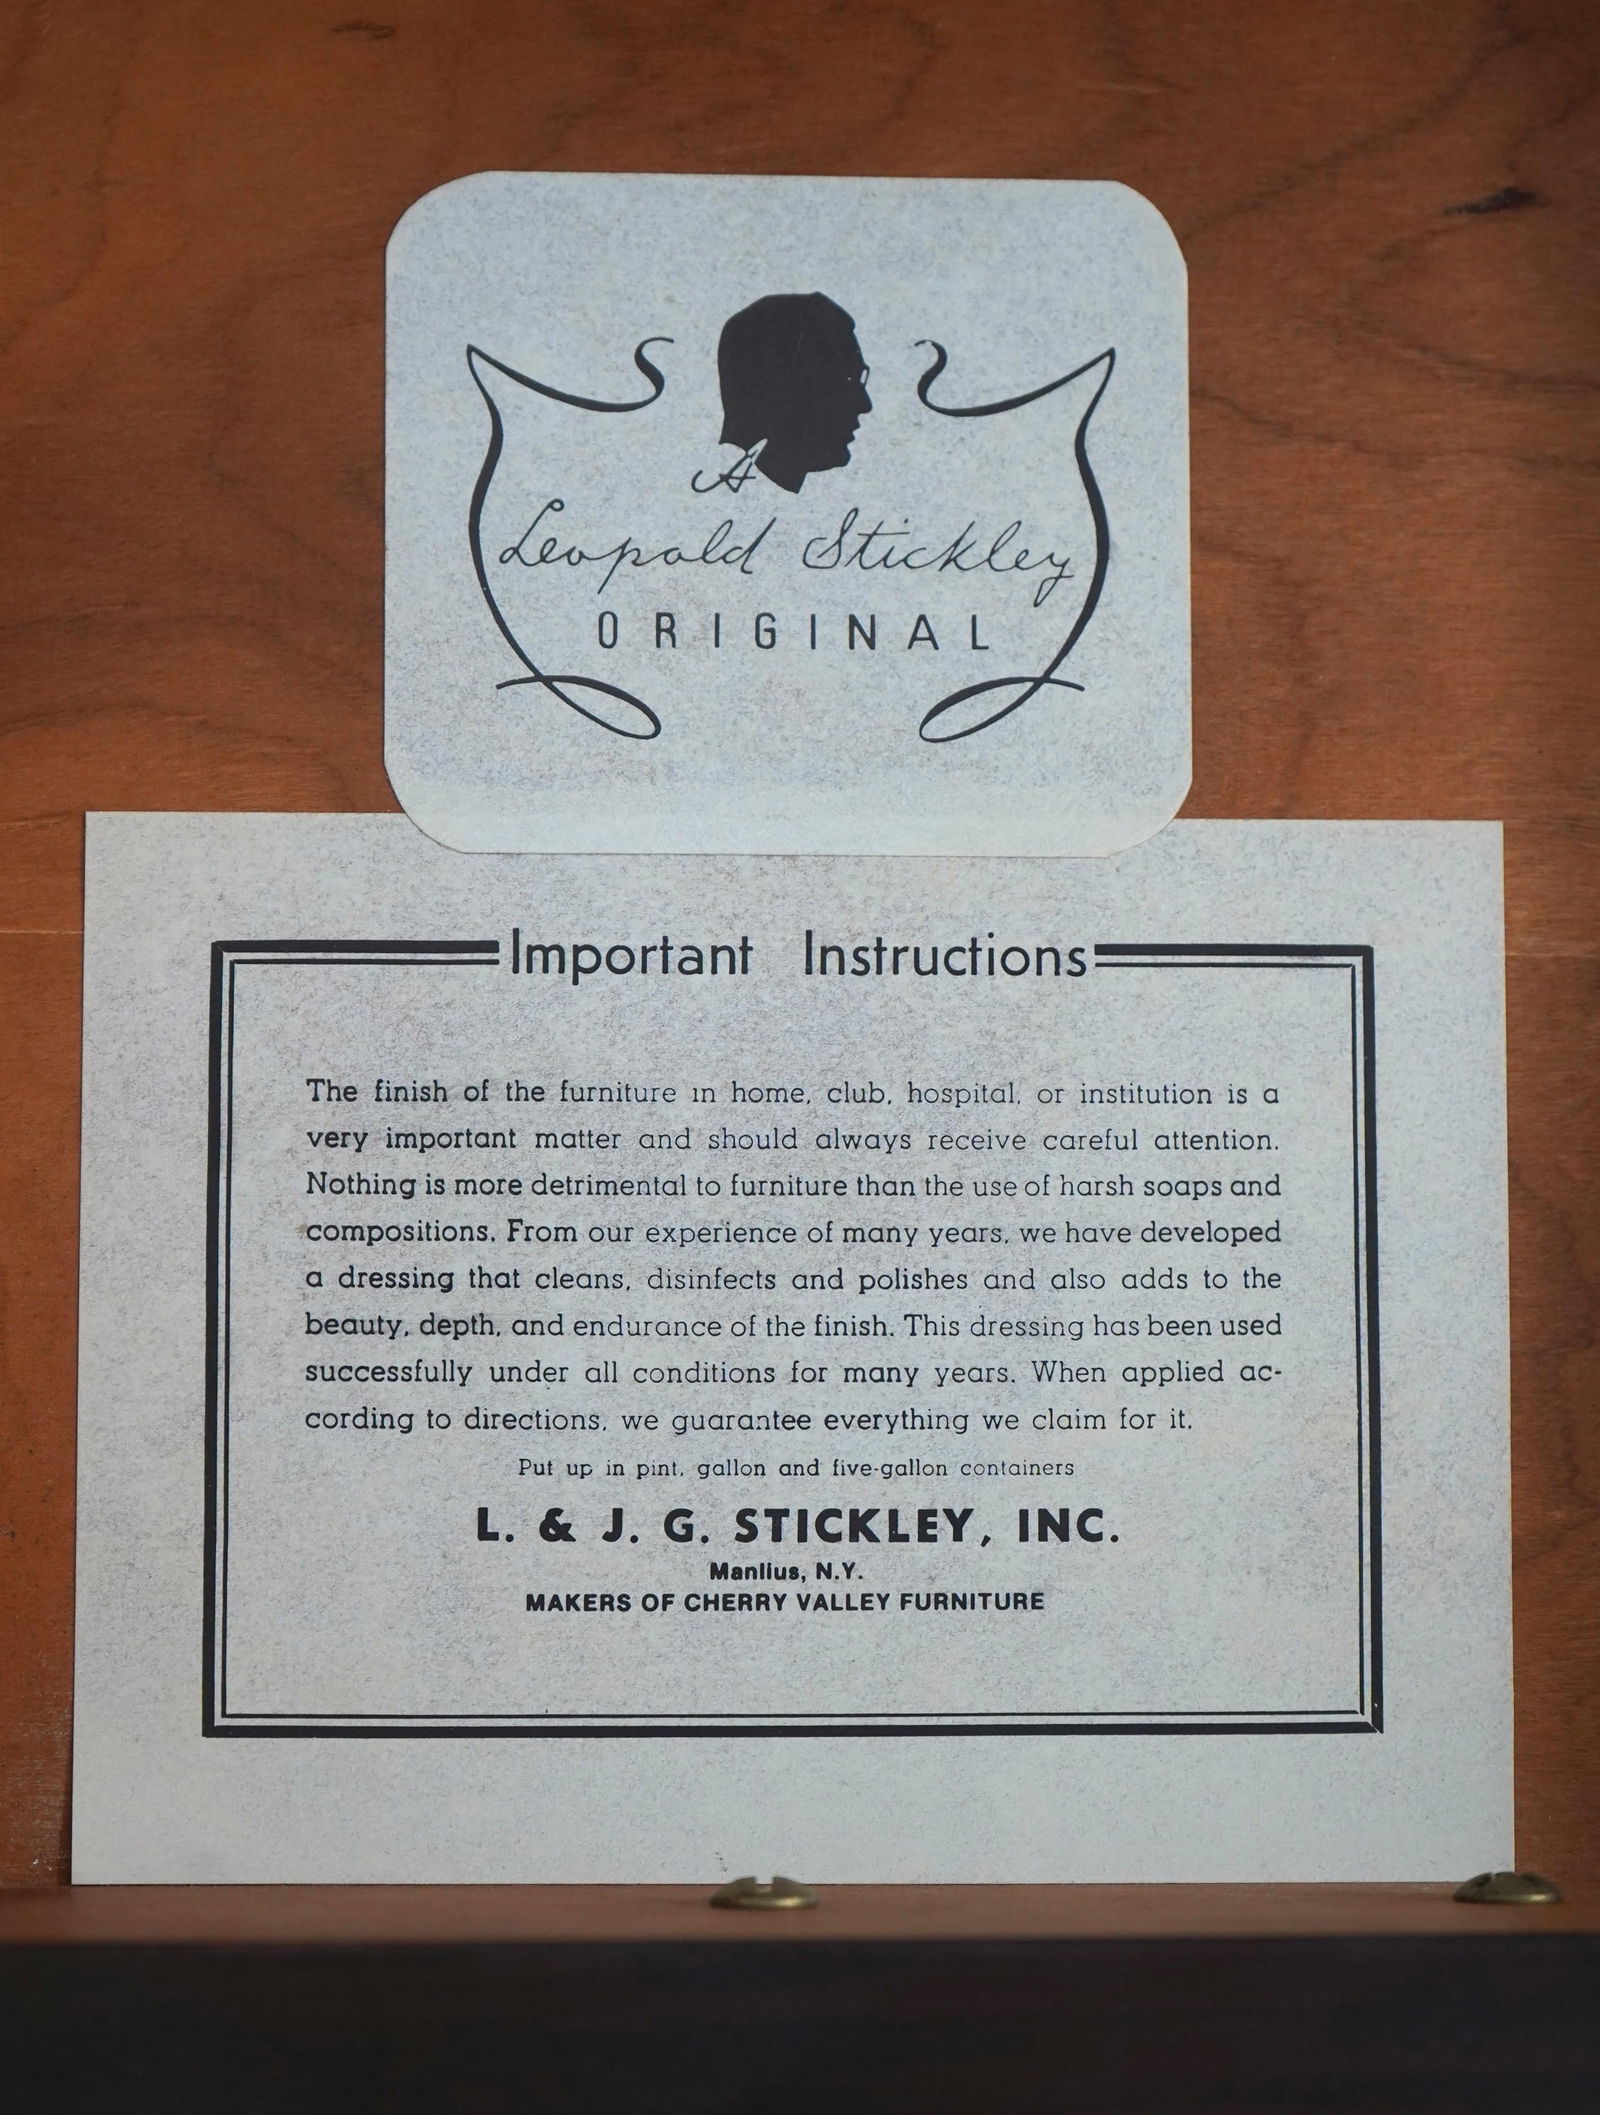 A
Leopold Stickley
ORIGINAL
Important Instructions
The finish of the furniture in home, club, hospital, or institution is a
very important matter and should always receive careful attention.
Nothing is more detrimental to furniture than the use of harsh soaps and
compositions. From our experience of many years, we have developed
a dressing that cleans, disinfects and polishes and also adds to the
beauty, depth, and endurance of the finish. This dressing has been used
successfully under all conditions for many years. When applied ac-
cording to directions, we guarantee everything we claim for it.
Put up in pint, gallon and five-gallon containers
L. & J. G. STICKLEY, INC.
Manlius, N.Y.
MAKERS OF CHERRY VALLEY FURNITURE